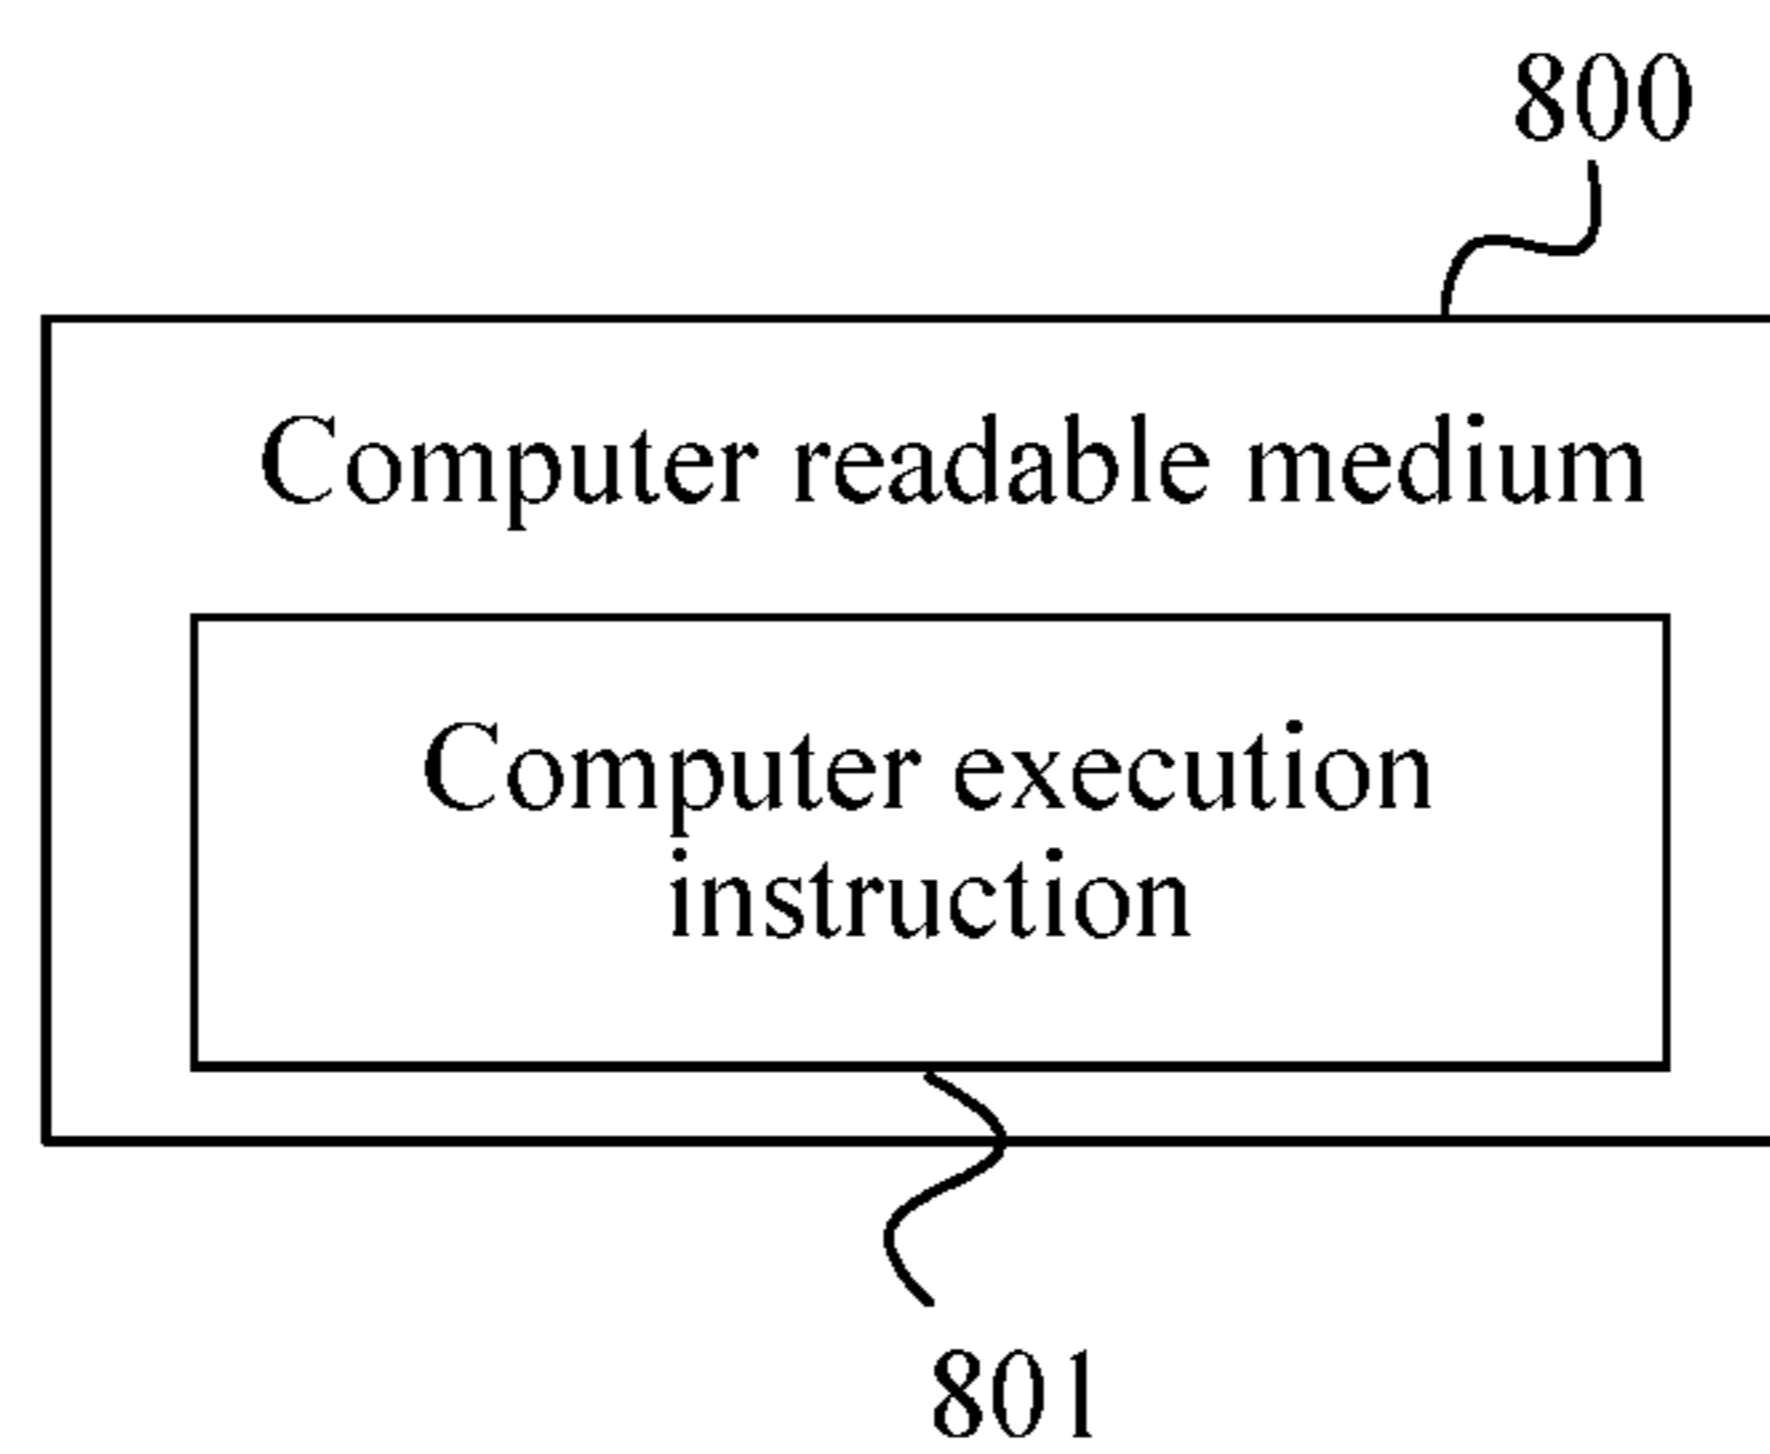 800
Computer readable medium
Computer execution
instruction
801